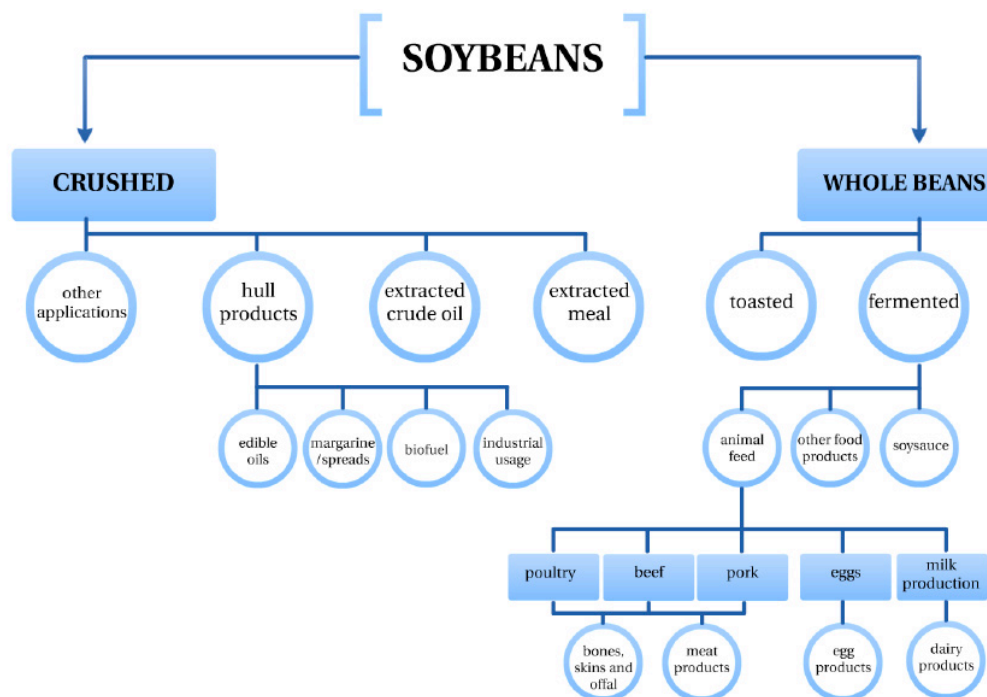 SOYBEANS
CRUSHED
WHOLE BEANS
other
applications
hull
products
extracted
crude oil
extracted
meal
toasted
fermented
edible
oils
margarine
/spreads
biofuel
industrial
usage
animal
feed
other food
products
soysauce
poultry
beef
pork
eggs
milk
production
bones,
skins and
offal
meat
products
egg
products
dairy
products